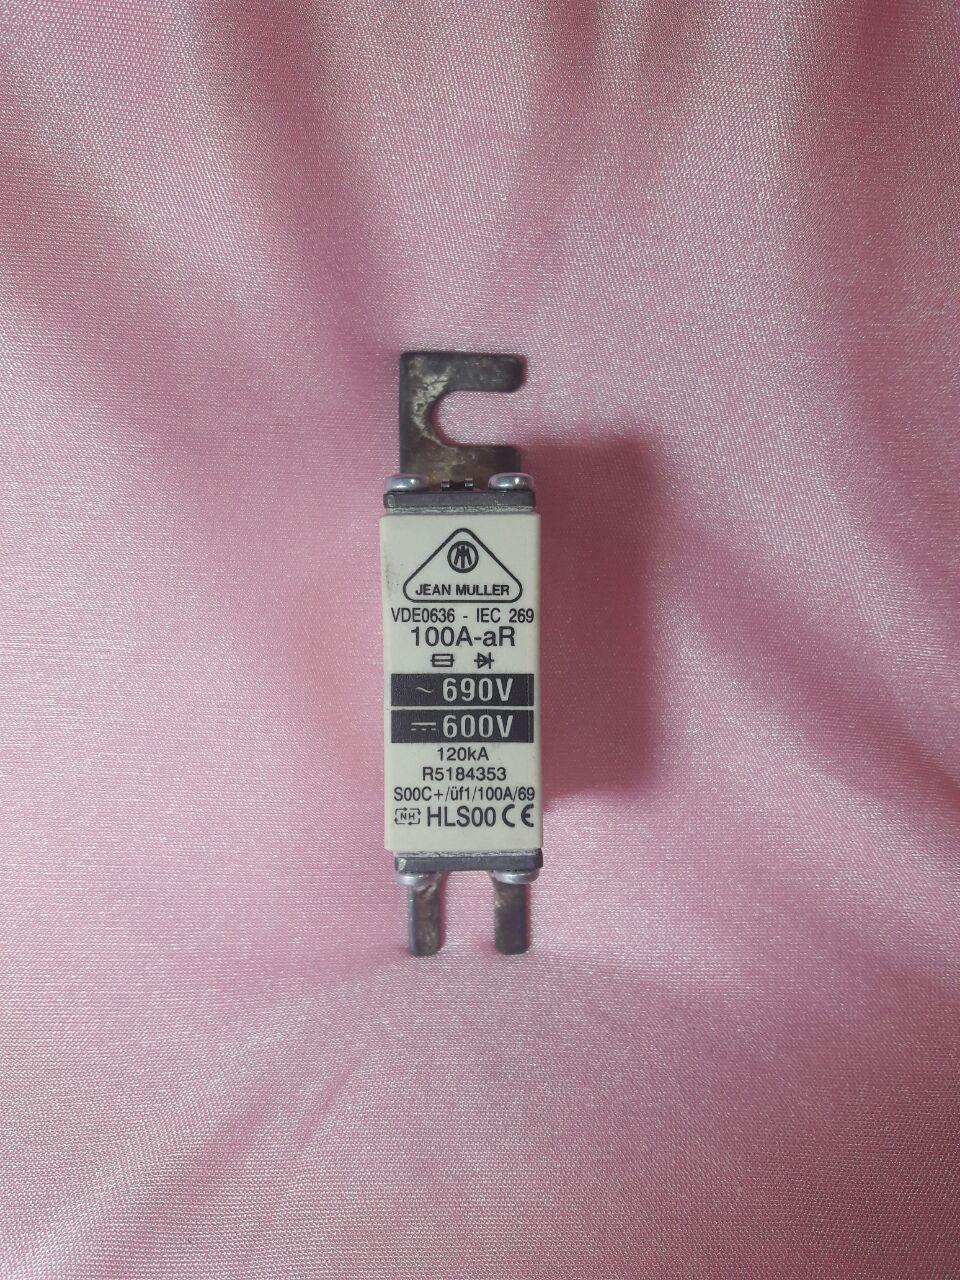 JEAN MULLER
VDE0636 - IEC 269
100A-aR
~ 690V
⎓ 600V
120kA
R5184353
S00C+/üf1/100A/69
NH HLS00 CE